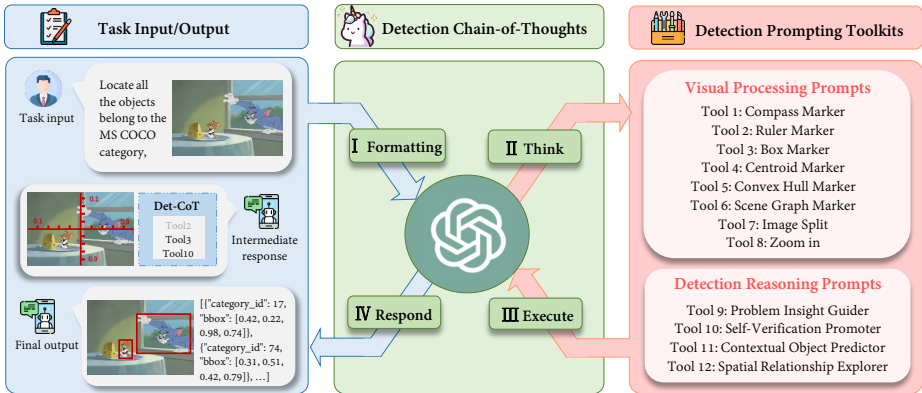 Task Input/Output
Detection Chain-of-Thoughts
Detection Prompting Toolkits
Task input
Locate all
the objects
belong to the
MS COCO
category,
0.1
0.1
0.9
Det-CoT
Tool2
Tool3
Tool10
Intermediate
response
Final output
[{"category_id": 17,
"bbox": [0.42, 0.22,
0.98, 0.74]},
{"category_id": 74,
"bbox": [0.31, 0.51,
0.42, 0.79]}, …]
I Formatting
II Think
IV Respond
III Execute
Visual Processing Prompts
Tool 1: Compass Marker
Tool 2: Ruler Marker
Tool 3: Box Marker
Tool 4: Centroid Marker
Tool 5: Convex Hull Marker
Tool 6: Scene Graph Marker
Tool 7: Image Split
Tool 8: Zoom in
Detection Reasoning Prompts
Tool 9: Problem Insight Guider
Tool 10: Self-Verification Promoter
Tool 11: Contextual Object Predictor
Tool 12: Spatial Relationship Explorer